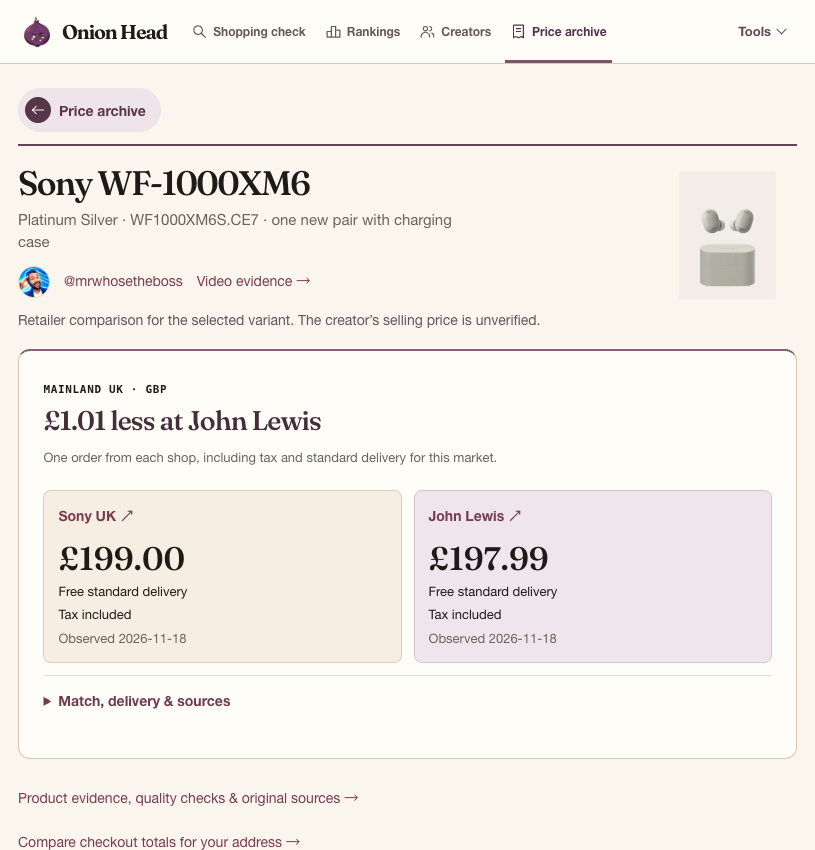 Onion Head
Shopping check
Rankings
Creators
Price archive
Tools
← Price archive
Sony WF-1000XM6
Platinum Silver · WF1000XM6S.CE7 · one new pair with charging
case
@mrwhosetheboss Video evidence →
Retailer comparison for the selected variant. The creator’s selling price is unverified.
MAINLAND UK · GBP
£1.01 less at John Lewis
One order from each shop, including tax and standard delivery for this market.
Sony UK ↗
£199.00
Free standard delivery
Tax included
Observed 2026-11-18
John Lewis ↗
£197.99
Free standard delivery
Tax included
Observed 2026-11-18
▶ Match, delivery & sources
Product evidence, quality checks & original sources →
Compare checkout totals for your address →